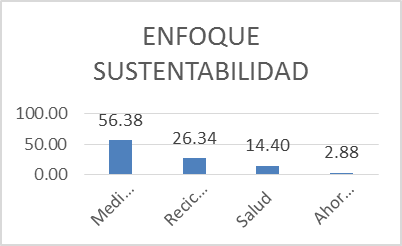 ENFOQUE
SUSTENTABILIDAD
100.00
50.00
0.00
56.38
26.34
14.40
2.88
Medi...
Recic...
Salud
Ahor...